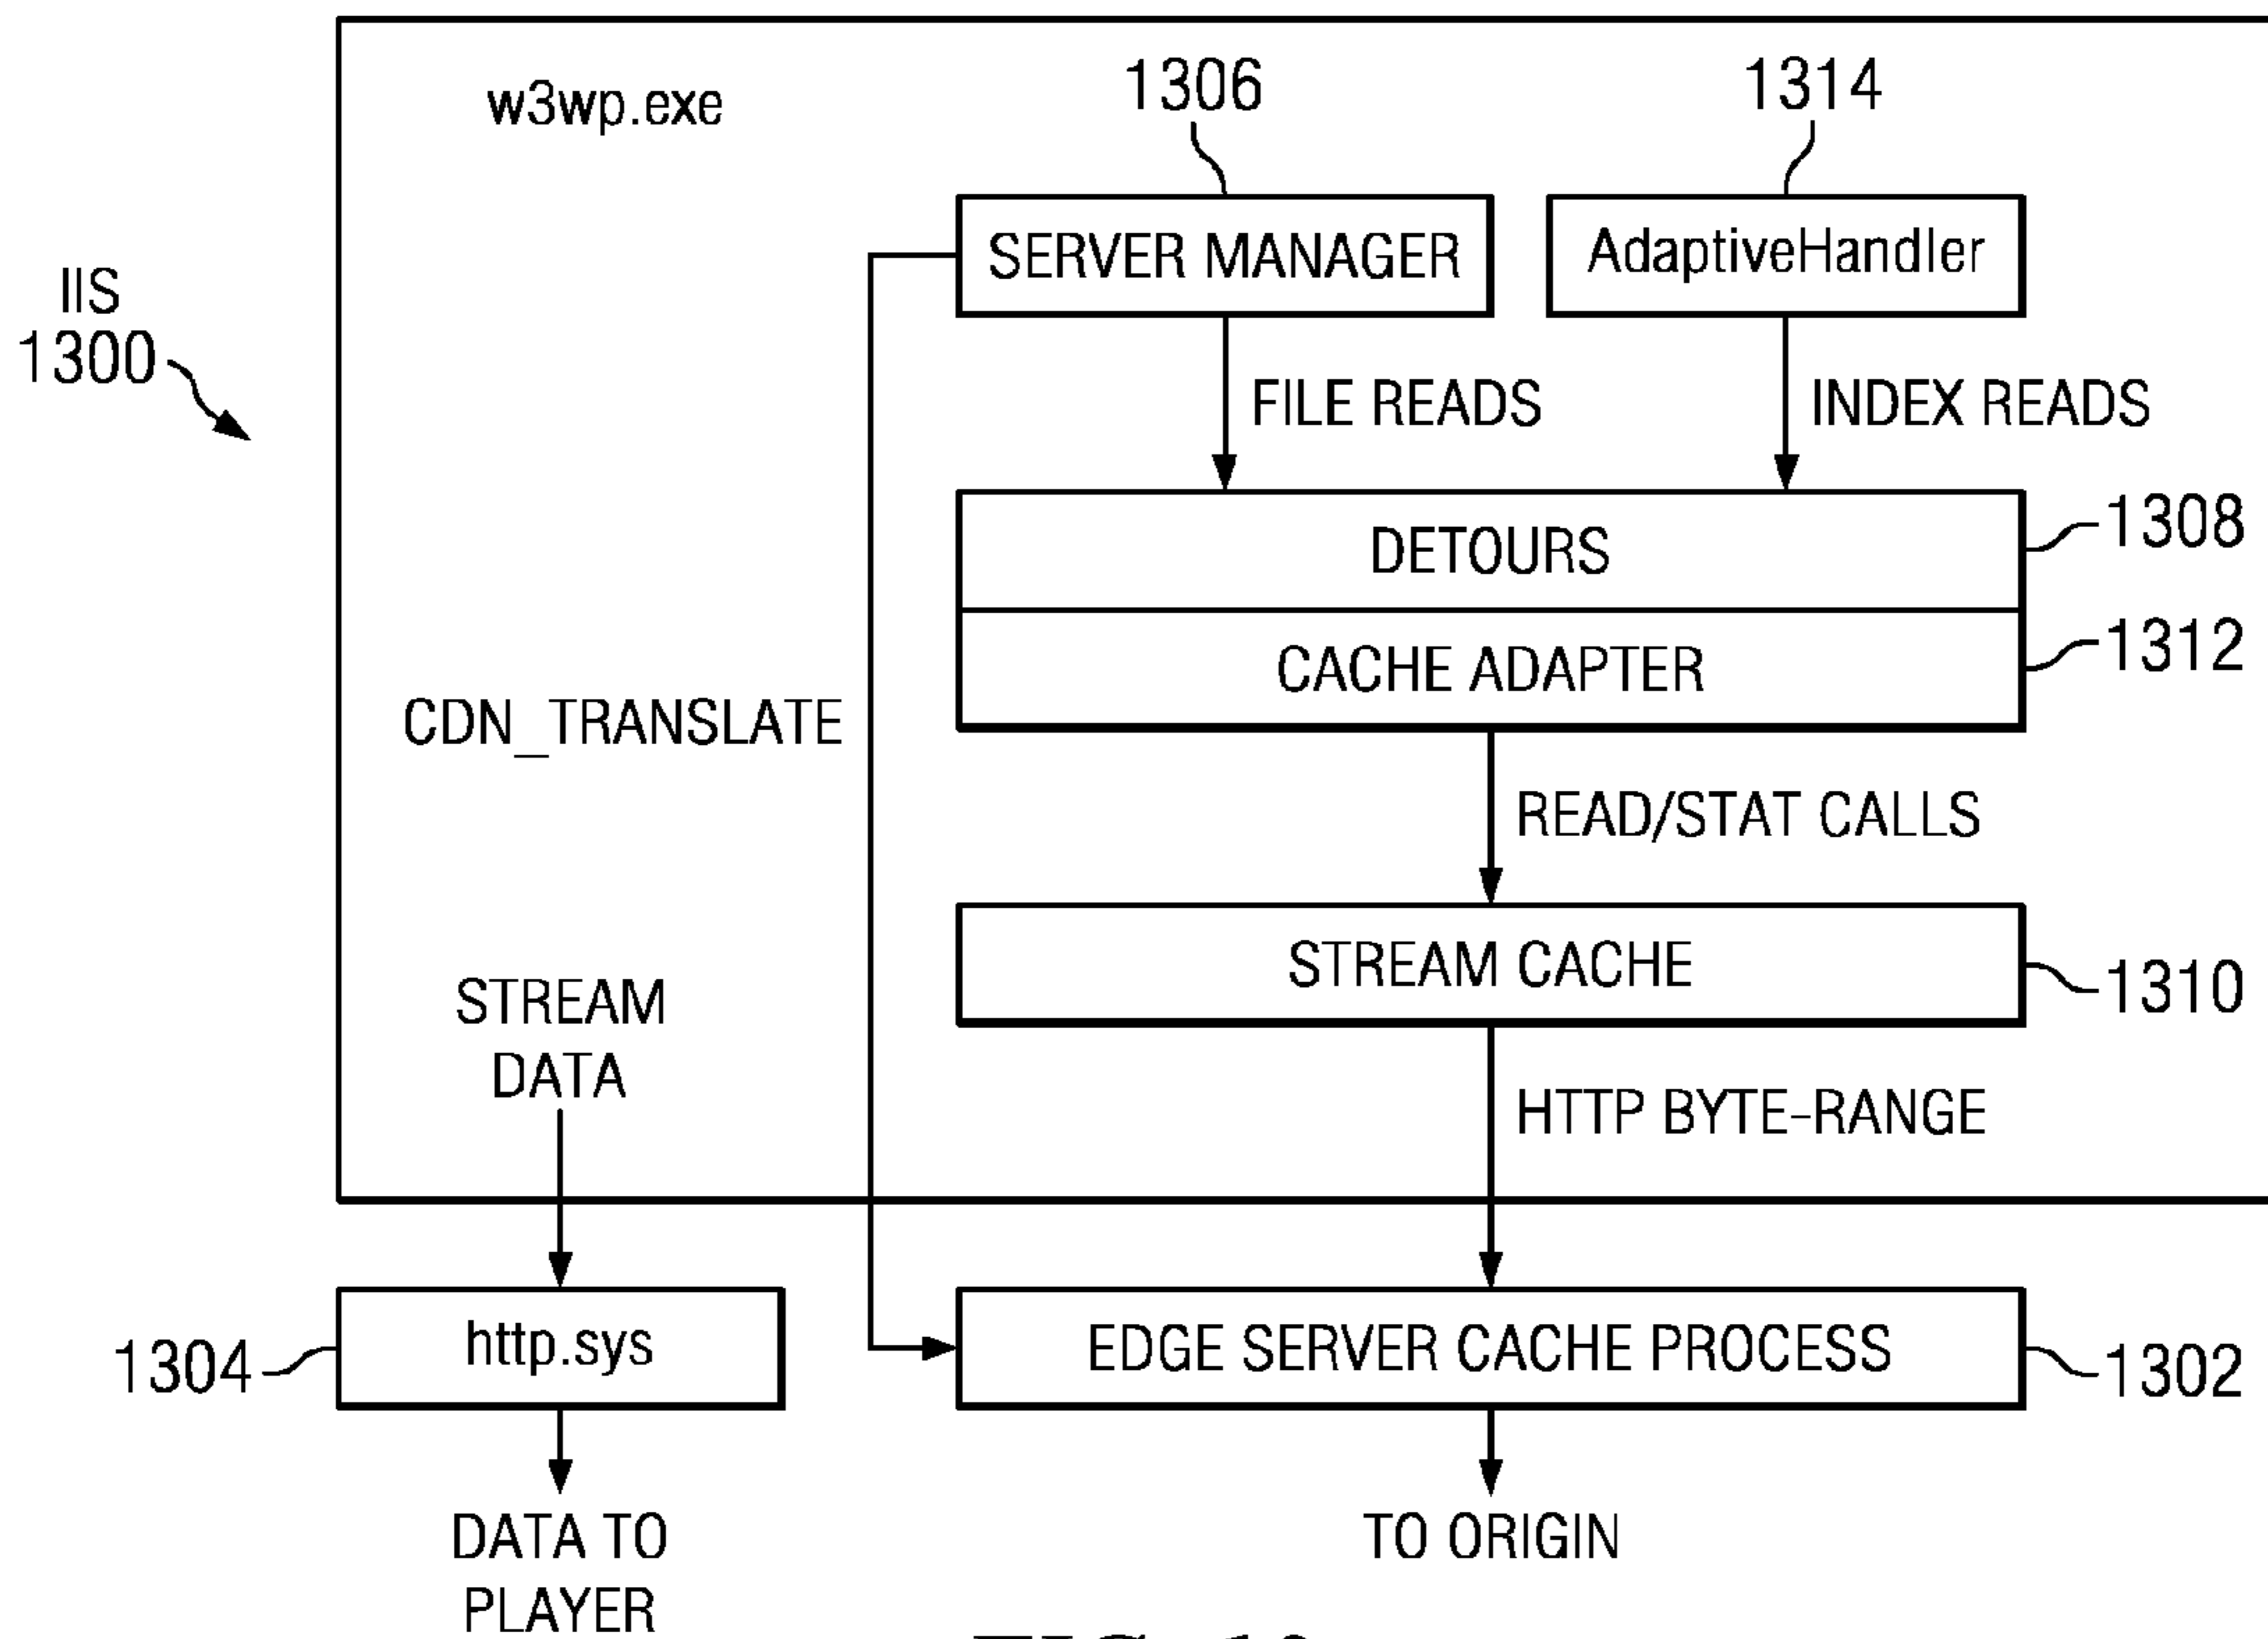 w3wp.exe
1306
1314
SERVER MANAGER
AdaptiveHandler
IIS
1300
FILE READS
INDEX READS
DETOURS
1308
CACHE ADAPTER
1312
CDN_TRANSLATE
READ/STAT CALLS
STREAM CACHE
1310
STREAM
DATA
HTTP BYTE-RANGE
1304
http.sys
EDGE SERVER CACHE PROCESS
1302
DATA TO
PLAYER
TO ORIGIN